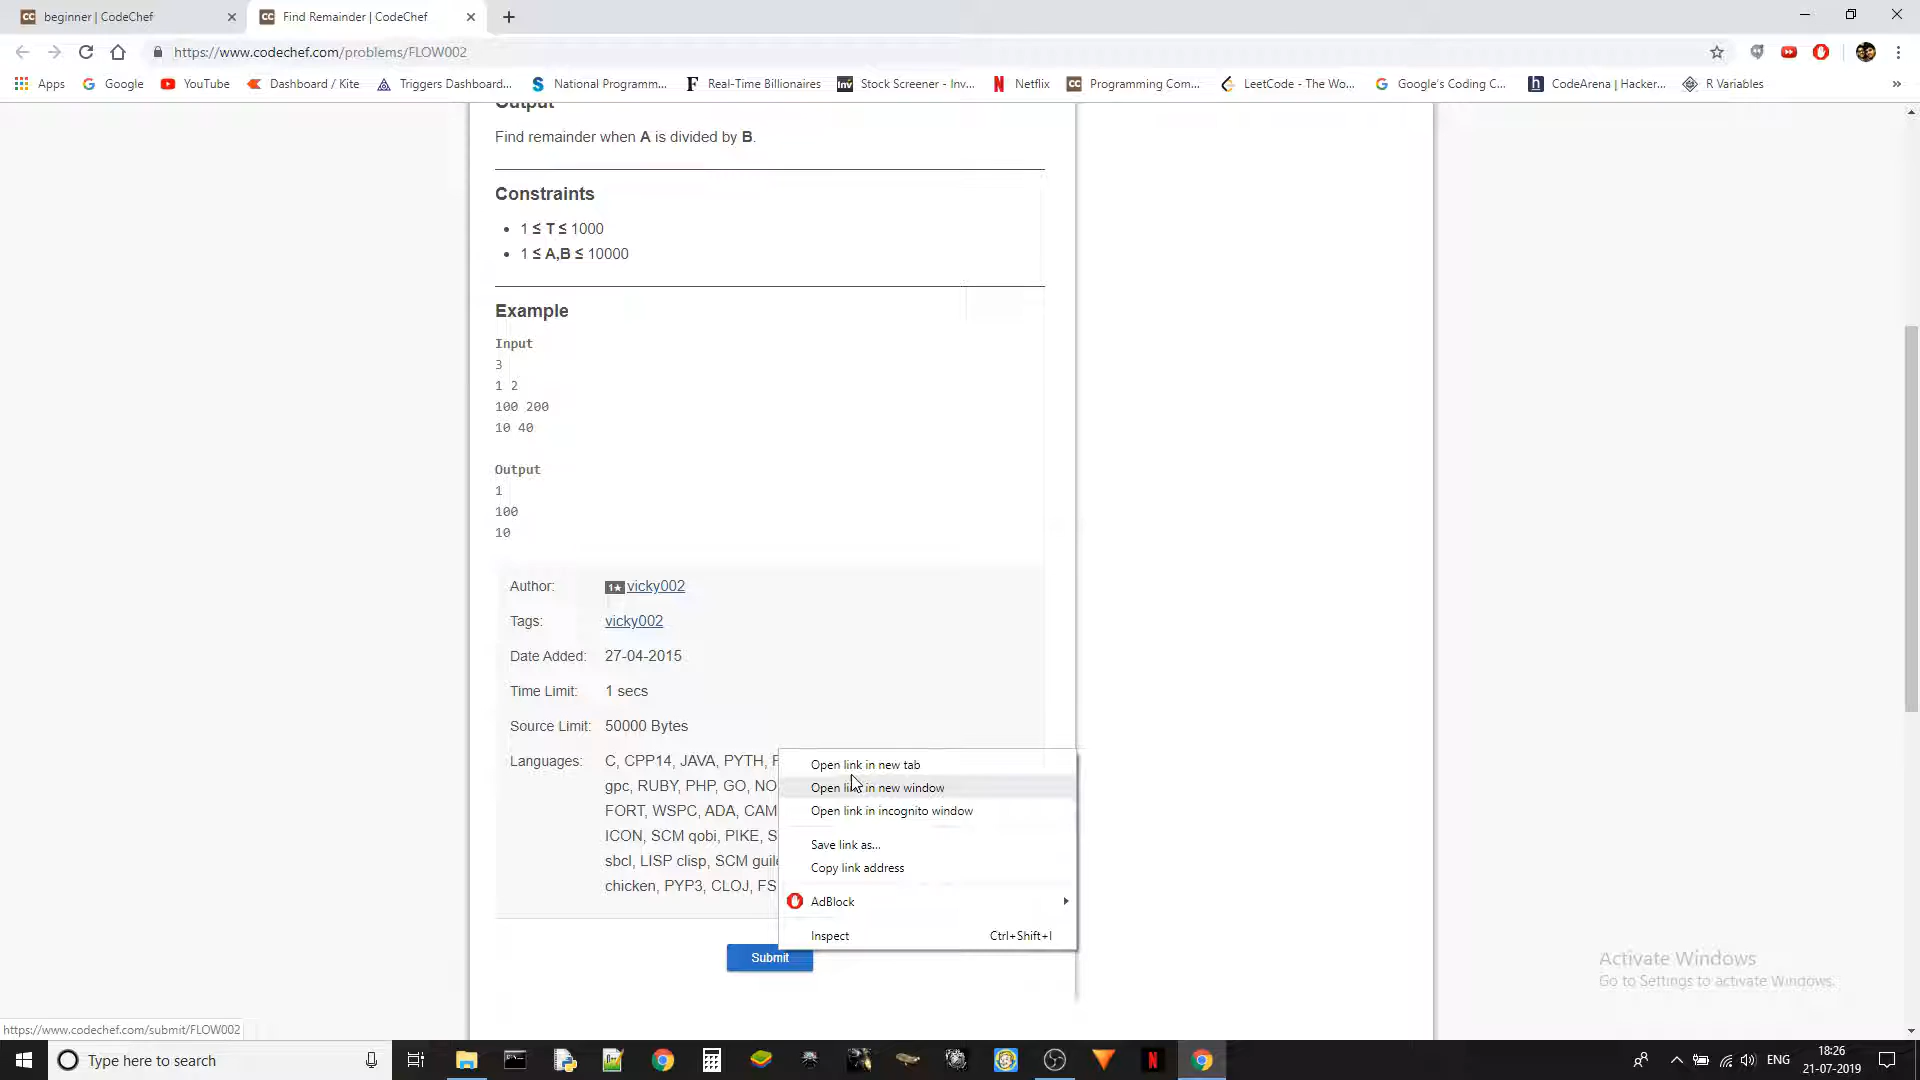 beginner | CodeChef
Find Remainder | CodeChef
https://www.codechef.com/problems/FLOW002
Apps Google YouTube Dashboard / Kite Triggers Dashboard... National Programm... Real-Time Billionaires Stock Screener - Inv... Netflix Programming Com... LeetCode - The Wo... Google's Coding C... CodeArena | Hacker... R Variables »
Output
Find remainder when A is divided by B.
Constraints
• 1 ≤ T ≤ 1000
• 1 ≤ A,B ≤ 10000
Example
Input
3
1 2
100 200
10 40
Output
1
100
10
Author: 1★ vicky002
Tags: vicky002
Date Added: 27-04-2015
Time Limit: 1 secs
Source Limit: 50000 Bytes
Languages: C, CPP14, JAVA, PYTH,
gpc, RUBY, PHP, GO, NO
FORT, WSPC, ADA, CAM
ICON, SCM qobi, PIKE, S
sbcl, LISP clisp, SCM guile
chicken, PYP3, CLOJ, FS
Open link in new tab
Open link in new window
Open link in incognito window
Save link as...
Copy link address
AdBlock
Inspect Ctrl+Shift+I
Submit
Activate Windows
Go to Settings to activate Windows.
https://www.codechef.com/submit/FLOW002
Type here to search
ENG
18:26
21-07-2019